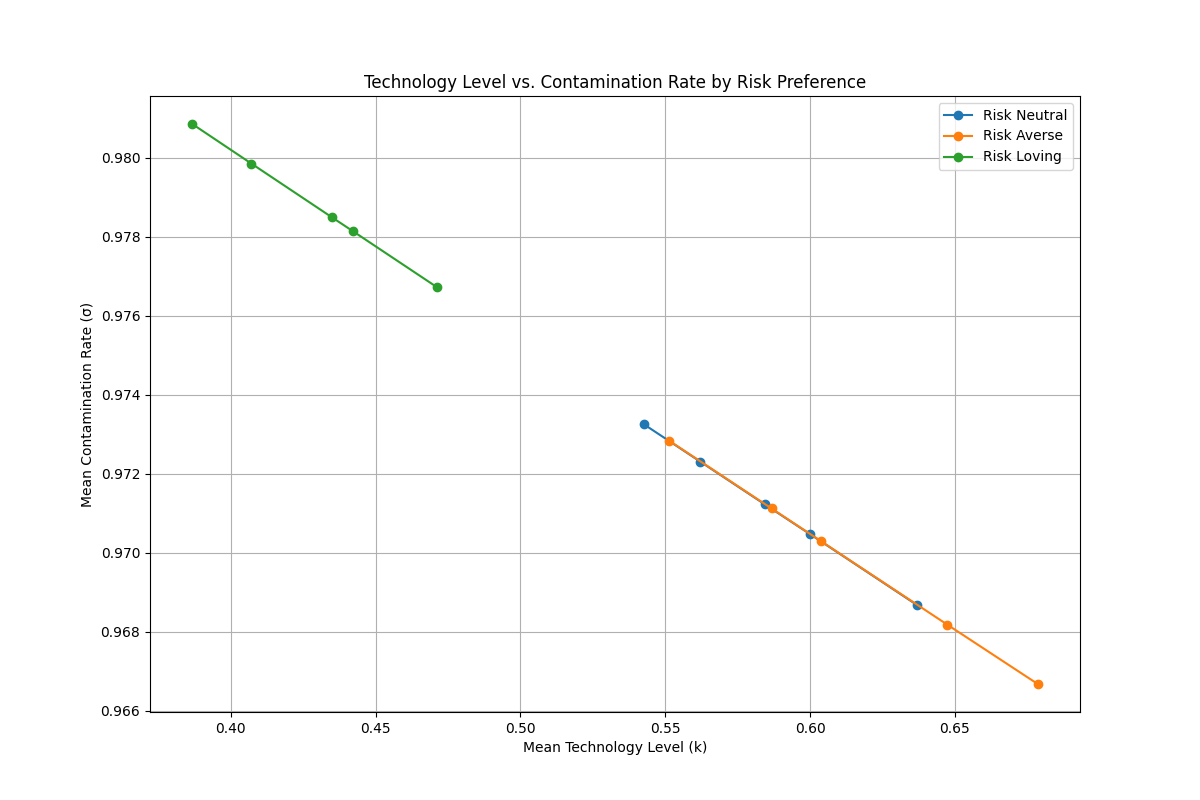 Technology Level vs. Contamination Rate by Risk Preference
Risk Neutral
Risk Averse
Risk Loving
Mean Contamination Rate (σ)
0.980
0.978
0.976
0.974
0.972
0.970
0.968
0.966
0.40 0.45 0.50 0.55 0.60 0.65
Mean Technology Level (k)